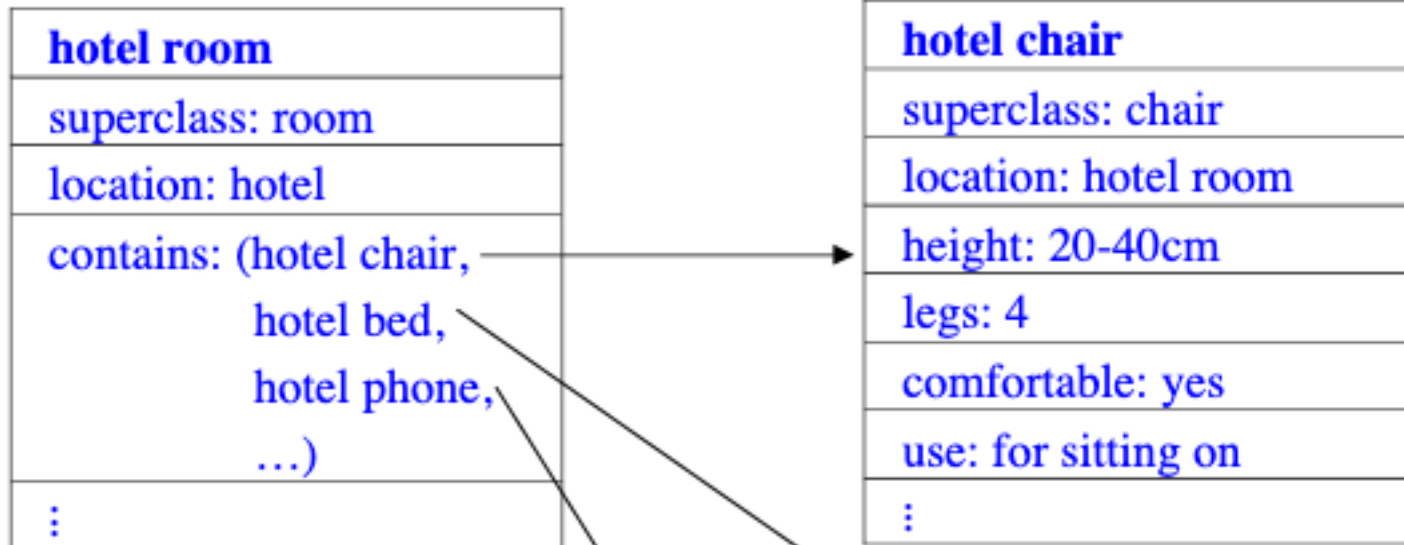 hotel room
superclass: room
location: hotel
contains: (hotel chair,
hotel bed,
hotel phone,
…)
⋮
hotel chair
superclass: chair
location: hotel room
height: 20-40cm
legs: 4
comfortable: yes
use: for sitting on
⋮